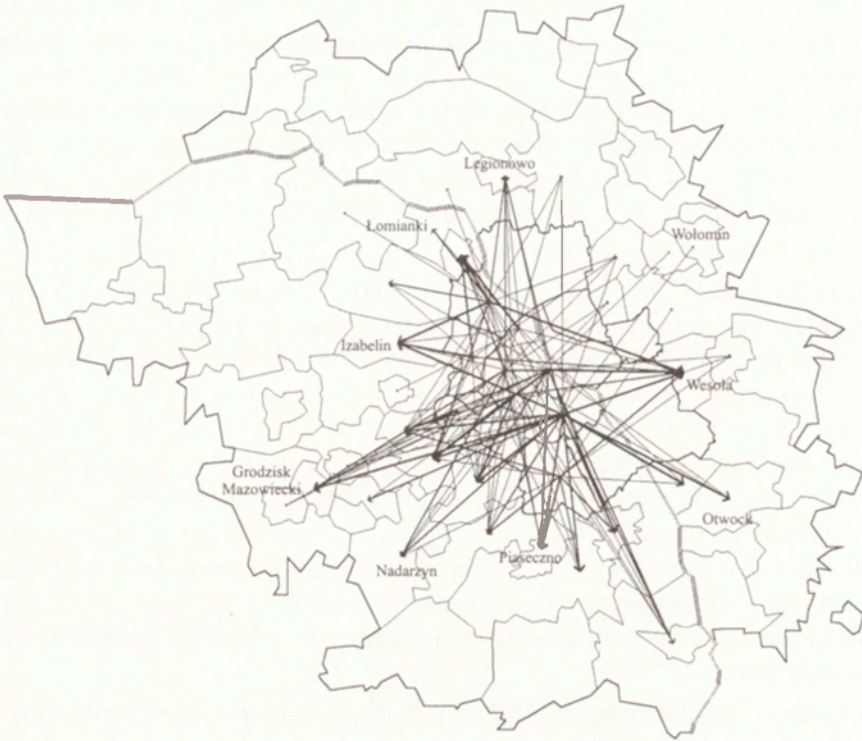 Legionowo
Łomianki
Wołomin
Izabelin
Wesoła
Grodzisk
Mazowiecki
Otwock
Piaseczno
Nadarzyn